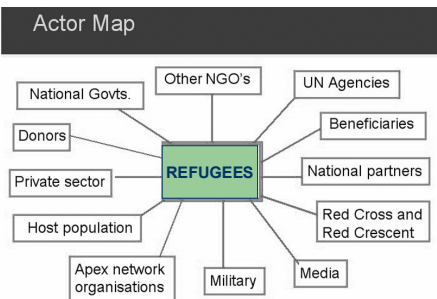 Actor Map
Other NGO's
UN Agencies
National Govts.
Beneficiaries
Donors
REFUGEES
National partners
Private sector
Red Cross and
Red Crescent
Host population
Apex network
organisations
Military
Media